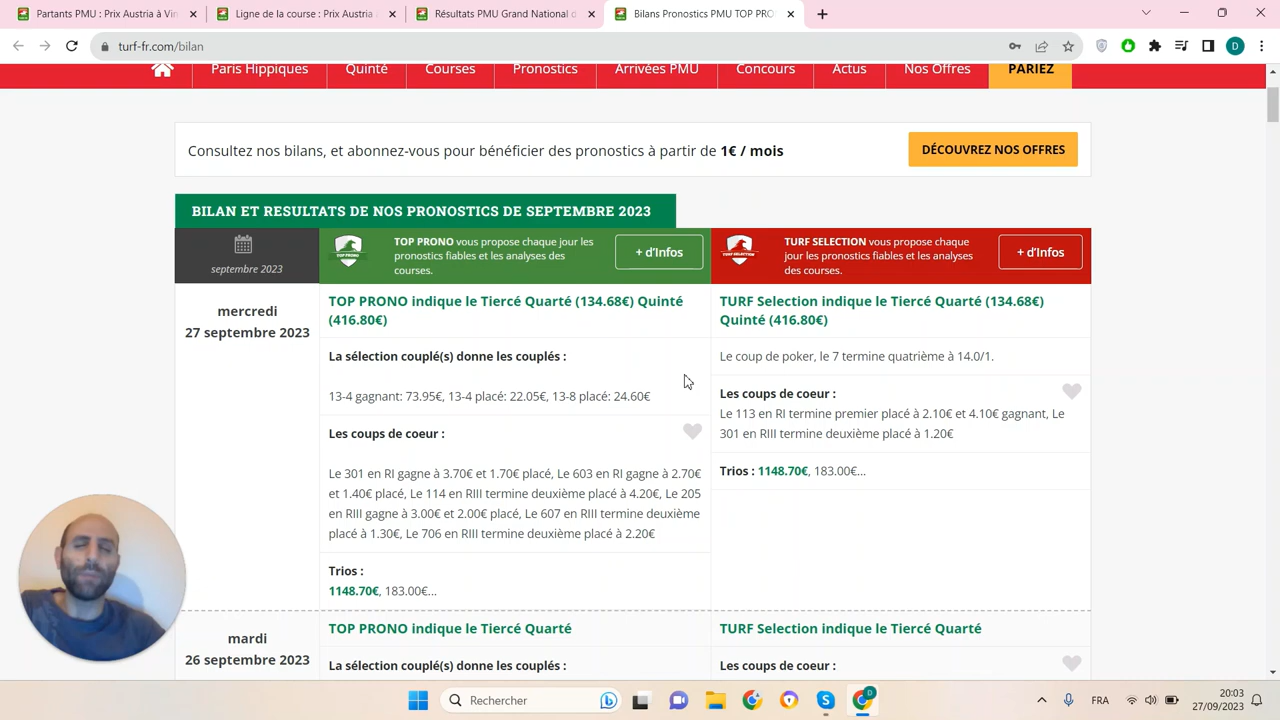 Partants PMU : Prix Austria à Vin
Ligne de la course : Prix Austria
Résultats PMU Grand National d
Bilans Pronostics PMU TOP PRO
turf-fr.com/bilan
D
Paris Hippiques
Quinté
Courses
Pronostics
Arrivées PMU
Concours
Actus
Nos Offres
PARIEZ
Consultez nos bilans, et abonnez-vous pour bénéficier des pronostics à partir de 1€ / mois
DÉCOUVREZ NOS OFFRES
BILAN ET RESULTATS DE NOS PRONOSTICS DE SEPTEMBRE 2023
septembre 2023
TOP PRONO
TOP PRONO vous propose chaque jour les
pronostics fiables et les analyses des
courses.
+ d'Infos
TURF SELECTION
TURF SELECTION vous propose chaque
jour les pronostics fiables et les analyses
des courses.
+ d'Infos
mercredi
27 septembre 2023
TOP PRONO indique le Tiercé Quarté (134.68€) Quinté
(416.80€)
La sélection couplé(s) donne les couplés :
13-4 gagnant: 73.95€, 13-4 placé: 22.05€, 13-8 placé: 24.60€
Les coups de coeur :
Le 301 en RI gagne à 3.70€ et 1.70€ placé, Le 603 en RI gagne à 2.70€
et 1.40€ placé, Le 114 en RIII termine deuxième placé à 4.20€, Le 205
en RIII gagne à 3.00€ et 2.00€ placé, Le 607 en RIII termine deuxième
placé à 1.30€, Le 706 en RIII termine deuxième placé à 2.20€
Trios :
1148.70€, 183.00€...
TURF Selection indique le Tiercé Quarté (134.68€)
Quinté (416.80€)
Le coup de poker, le 7 termine quatrième à 14.0/1.
Les coups de coeur :
Le 113 en RI termine premier placé à 2.10€ et 4.10€ gagnant, Le
301 en RIII termine deuxième placé à 1.20€
Trios : 1148.70€, 183.00€...
mardi
26 septembre 2023
TOP PRONO indique le Tiercé Quarté
La sélection couplé(s) donne les couplés :
TURF Selection indique le Tiercé Quarté
Les coups de coeur :
Rechercher
D
FRA
20:03
27/09/2023